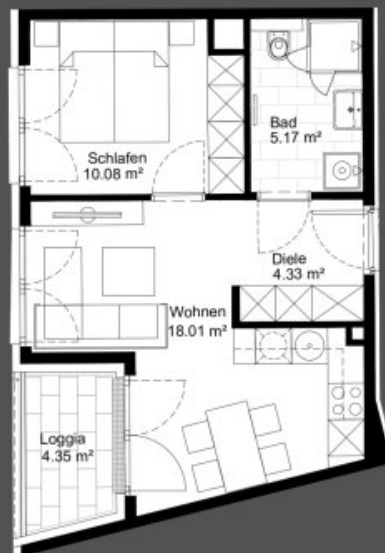 Schlafen
10.08 m²
Bad
5.17 m²
Diele
4.33 m²
Wohnen
18.01 m²
Loggia
4.35 m²